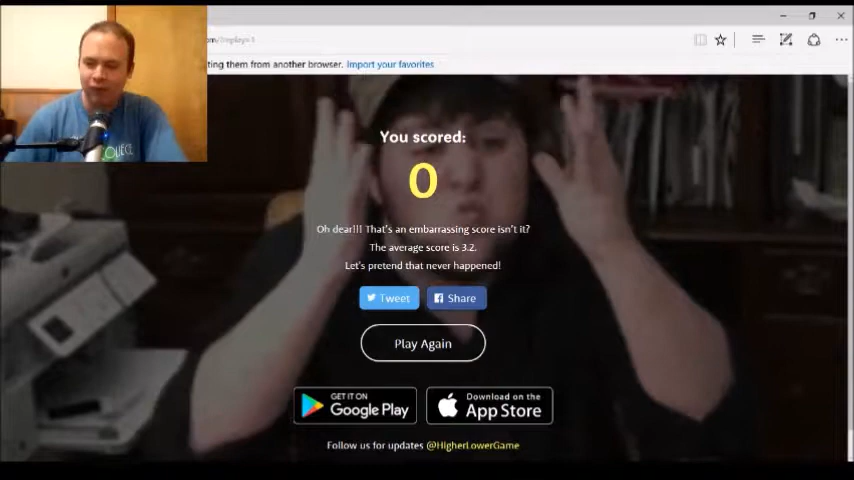 ting them from another browser. Import your favorites
You scored:
0
Oh dear!!! That's an embarrassing score isn't it?
The average score is 3.2.
Let's pretend that never happened!
Tweet
Share
Play Again
GET IT ON
Google Play
Download on the
App Store
Follow us for updates @HigherLowerGame